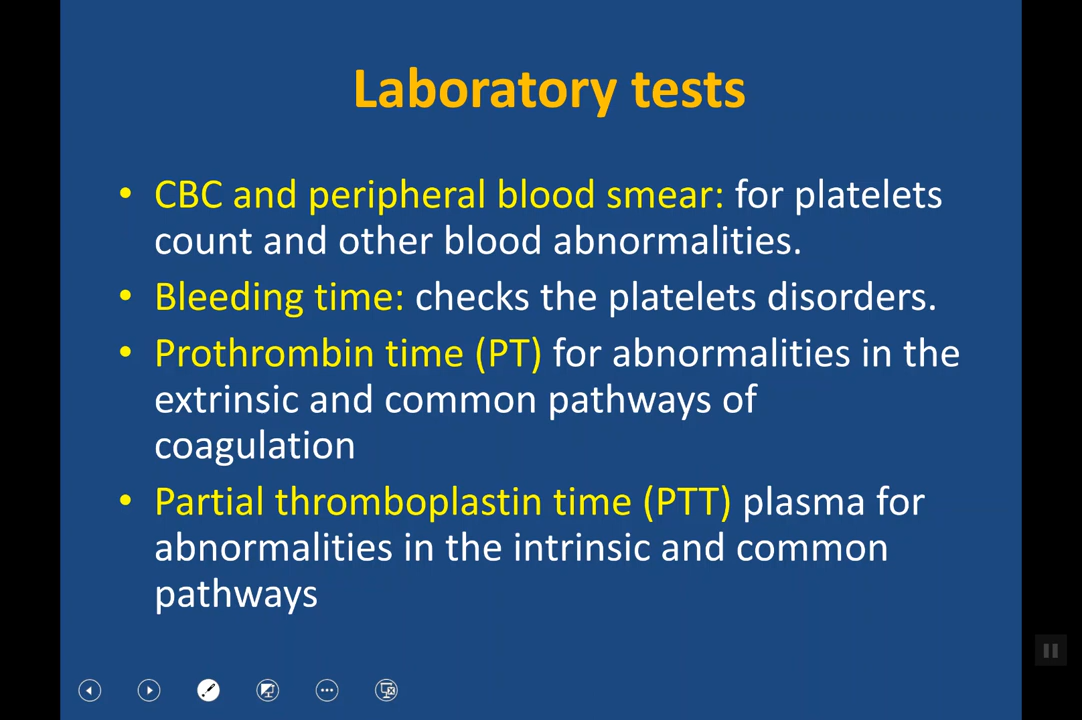 Laboratory tests
• CBC and peripheral blood smear: for platelets
count and other blood abnormalities.
• Bleeding time: checks the platelets disorders.
• Prothrombin time (PT) for abnormalities in the
extrinsic and common pathways of
coagulation
• Partial thromboplastin time (PTT) plasma for
abnormalities in the intrinsic and common
pathways